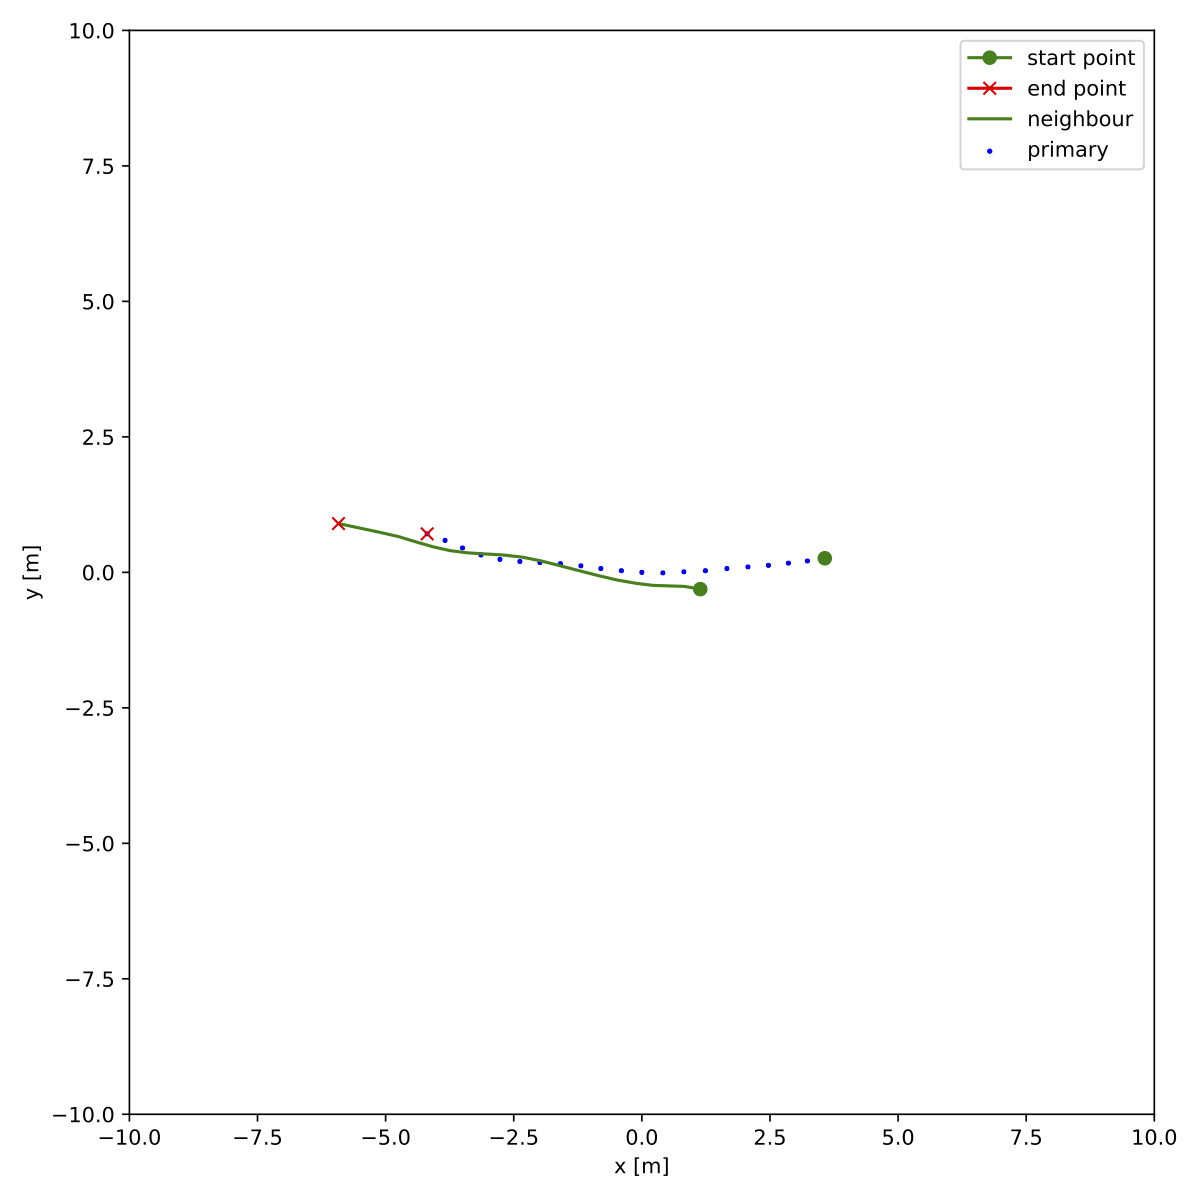 10.0
7.5
5.0
2.5
0.0
−2.5
−5.0
−7.5
−10.0
−10.0 −7.5 −5.0 −2.5 0.0 2.5 5.0 7.5 10.0
x [m]
y [m]
start point
end point
neighbour
primary